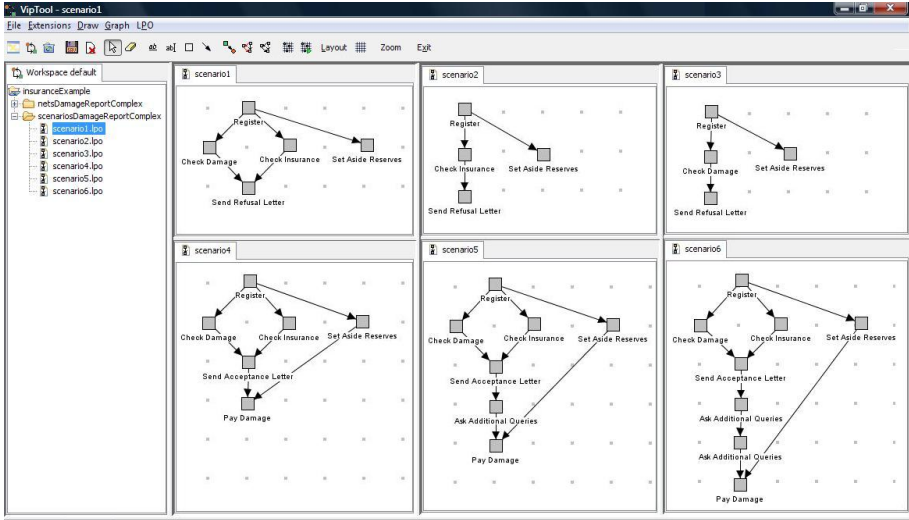 VipTool - scenario1
File Extensions Draw Graph LPO
ab ab Layout Zoom Exit
Workspace default
insuranceExample
netsDamageReportComplex
scenariosDamageReportComplex
scenario1.lpo
scenario2.lpo
scenario3.lpo
scenario4.lpo
scenario5.lpo
scenario6.lpo
scenario1
Register
Check Damage Check Insurance Set Aside Reserves
Send Refusal Letter
scenario2
Register
Check Insurance Set Aside Reserves
Send Refusal Letter
scenario3
Register
Check Damage Set Aside Reserves
Send Refusal Letter
scenario4
Register
Check Damage Check Insurance Set Aside Reserves
Send Acceptance Letter
Pay Damage
scenario5
Register
Check Damage Check Insurance Set Aside Reserves
Send Acceptance Letter
Ask Additional Queries
Pay Damage
scenario6
Register
Check Damage Check Insurance Set Aside Reserves
Send Acceptance Letter
Ask Additional Queries
Ask Additional Queries
Pay Damage